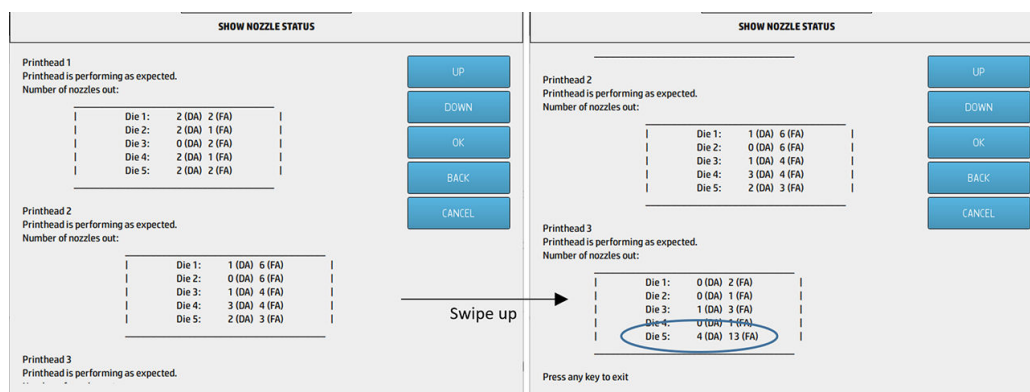 SHOW NOZZLE STATUS
Printhead 1
Printhead is performing as expected.
Number of nozzles out:
| Die 1: 2 (DA) 2 (FA) |
| Die 2: 2 (DA) 1 (FA) |
| Die 3: 0 (DA) 2 (FA) |
| Die 4: 2 (DA) 1 (FA) |
| Die 5: 2 (DA) 2 (FA) |
Printhead 2
Printhead is performing as expected.
Number of nozzles out:
| Die 1: 1 (DA) 6 (FA) |
| Die 2: 0 (DA) 6 (FA) |
| Die 3: 1 (DA) 4 (FA) |
| Die 4: 3 (DA) 4 (FA) |
| Die 5: 2 (DA) 3 (FA) |
Printhead 3
Printhead is performing as expected.
UP
DOWN
OK
BACK
CANCEL
Swipe up
SHOW NOZZLE STATUS
Printhead 2
Printhead is performing as expected.
Number of nozzles out:
| Die 1: 1 (DA) 6 (FA) |
| Die 2: 0 (DA) 6 (FA) |
| Die 3: 1 (DA) 4 (FA) |
| Die 4: 3 (DA) 4 (FA) |
| Die 5: 2 (DA) 3 (FA) |
Printhead 3
Printhead is performing as expected.
Number of nozzles out:
| Die 1: 0 (DA) 2 (FA) |
| Die 2: 0 (DA) 1 (FA) |
| Die 3: 1 (DA) 3 (FA) |
| Die 4: 0 (DA) 1 (FA) |
| Die 5: 4 (DA) 13 (FA) |
Press any key to exit
UP
DOWN
OK
BACK
CANCEL